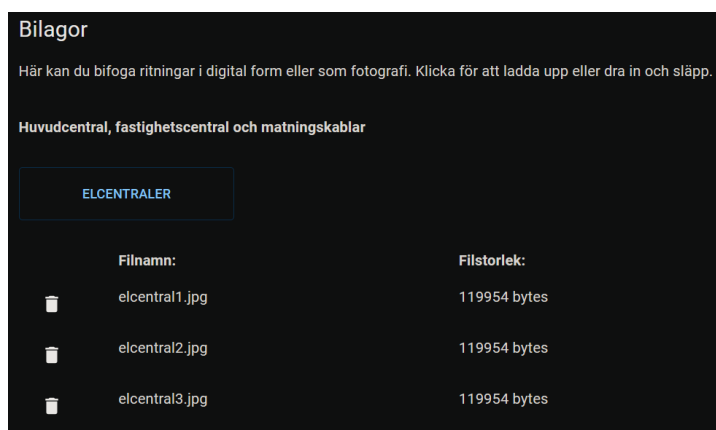 Bilagor
Här kan du bifoga ritningar i digital form eller som fotografi. Klicka för att ladda upp eller dra in och släpp.
Huvudcentral, fastighetscentral och matningskablar
ELCENTRALER
Filnamn: Filstorlek:
elcentral1.jpg 119954 bytes
elcentral2.jpg 119954 bytes
elcentral3.jpg 119954 bytes